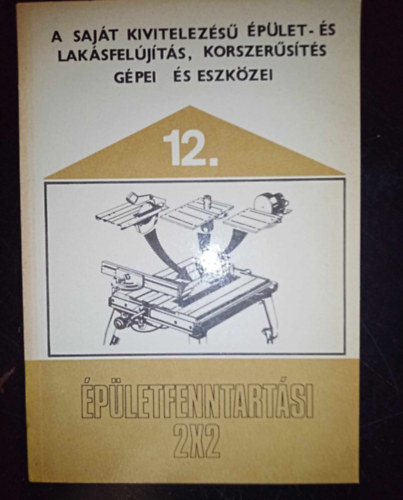 A SAJÁT KIVITELEZÉSŰ ÉPÜLET- ÉS
LAKÁSFELÚJÍTÁS, KORSZERŰSÍTÉS
GÉPEI ÉS ESZKÖZEI
12.
ÉPÜLETFENNTARTÁSI
2X2